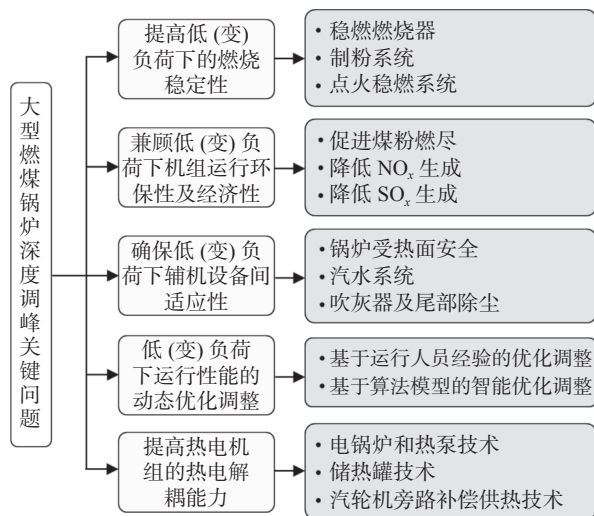 大型燃煤锅炉深度调峰关键问题
提高低 (变)
负荷下的燃烧
稳定性
• 稳燃燃烧器
• 制粉系统
• 点火稳燃系统
兼顾低 (变) 负
荷下机组运行环
保性及经济性
• 促进煤粉燃尽
• 降低 NOx 生成
• 降低 SOx 生成
确保低 (变) 负
荷下辅机设备间
适应性
• 锅炉受热面安全
• 汽水系统
• 吹灰器及尾部除尘
低 (变) 负荷
下运行性能的
动态优化调整
• 基于运行人员经验的优化调整
• 基于算法模型的智能优化调整
提高热电机
组的热电解
耦能力
• 电锅炉和热泵技术
• 储热罐技术
• 汽轮机旁路补偿供热技术